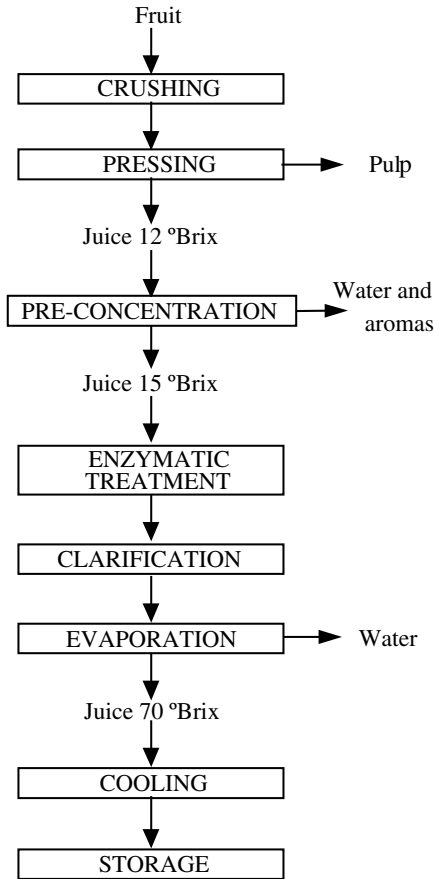 Fruit
CRUSHING
PRESSING
Pulp
Juice 12 ºBrix
PRE-CONCENTRATION
Water and
aromas
Juice 15 ºBrix
ENZYMATIC
TREATMENT
CLARIFICATION
EVAPORATION
Water
Juice 70 ºBrix
COOLING
STORAGE